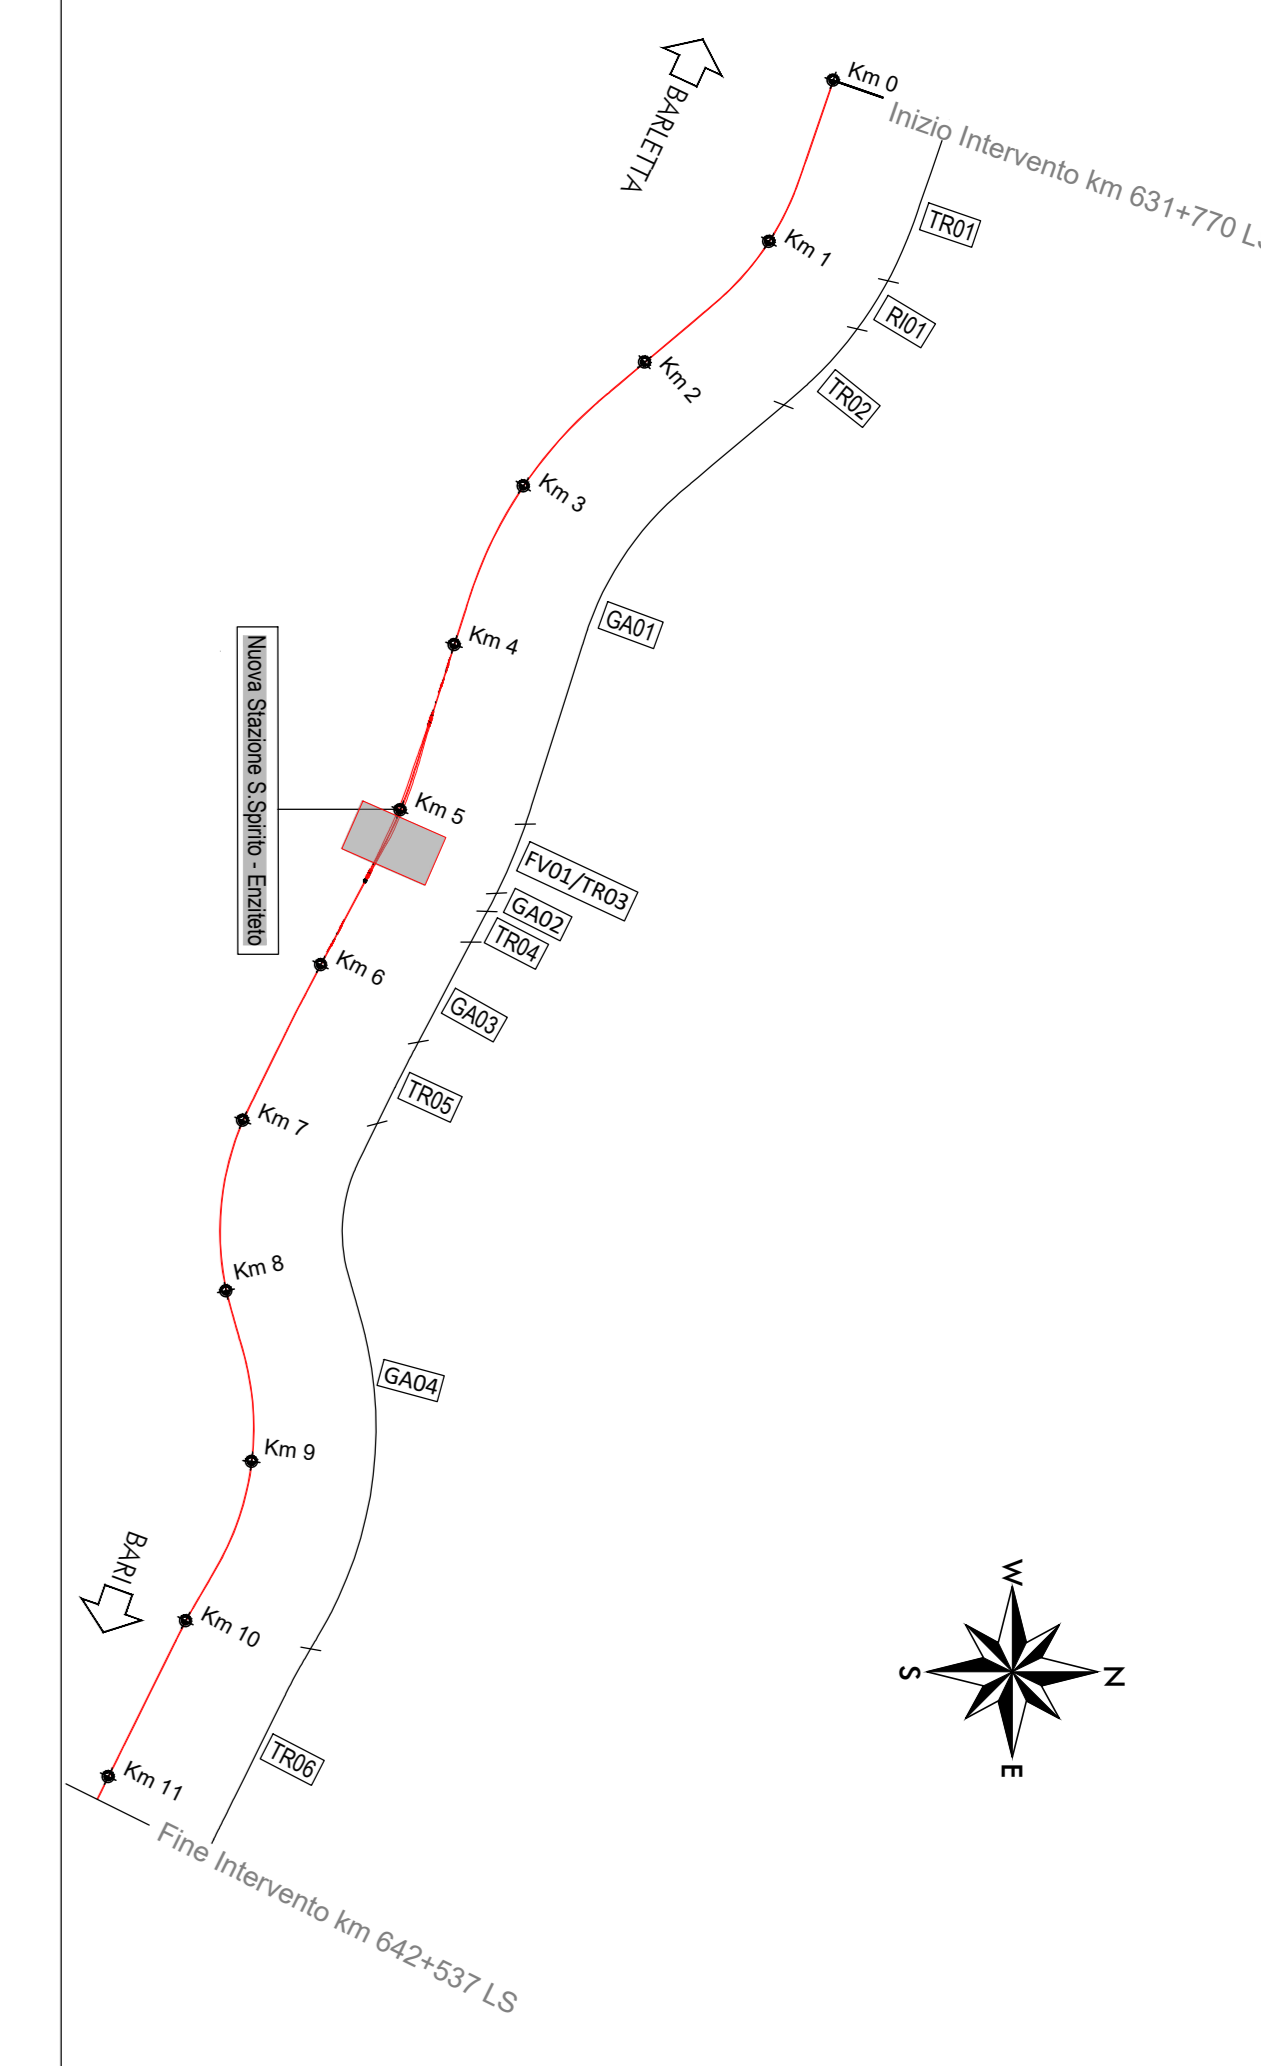 Km 0
Inizio Intervento km 631+770
BARLETTA
TR01
Km 1
RI01
Km 2
TR02
Km 3
GA01
Km 4
Nuova Stazione S.Spirito - Enziteto
Km 5
FV01/TR03
GA02
TR04
Km 6
GA03
TR05
Km 7
Km 8
GA04
Km 9
BARI
Km 10
W
S
N
E
TR06
Km 11
Fine Intervento km 642+537 LS